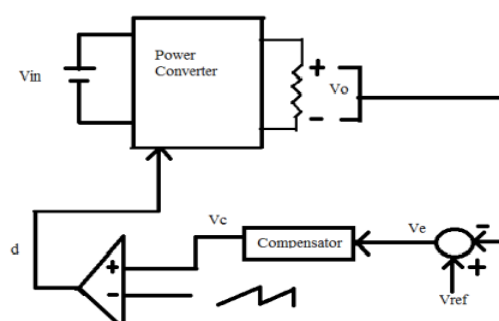 Power
Converter
Vin
+
Vo
-
d
Vc
Compensator
Ve
-
+
+
-
Vref